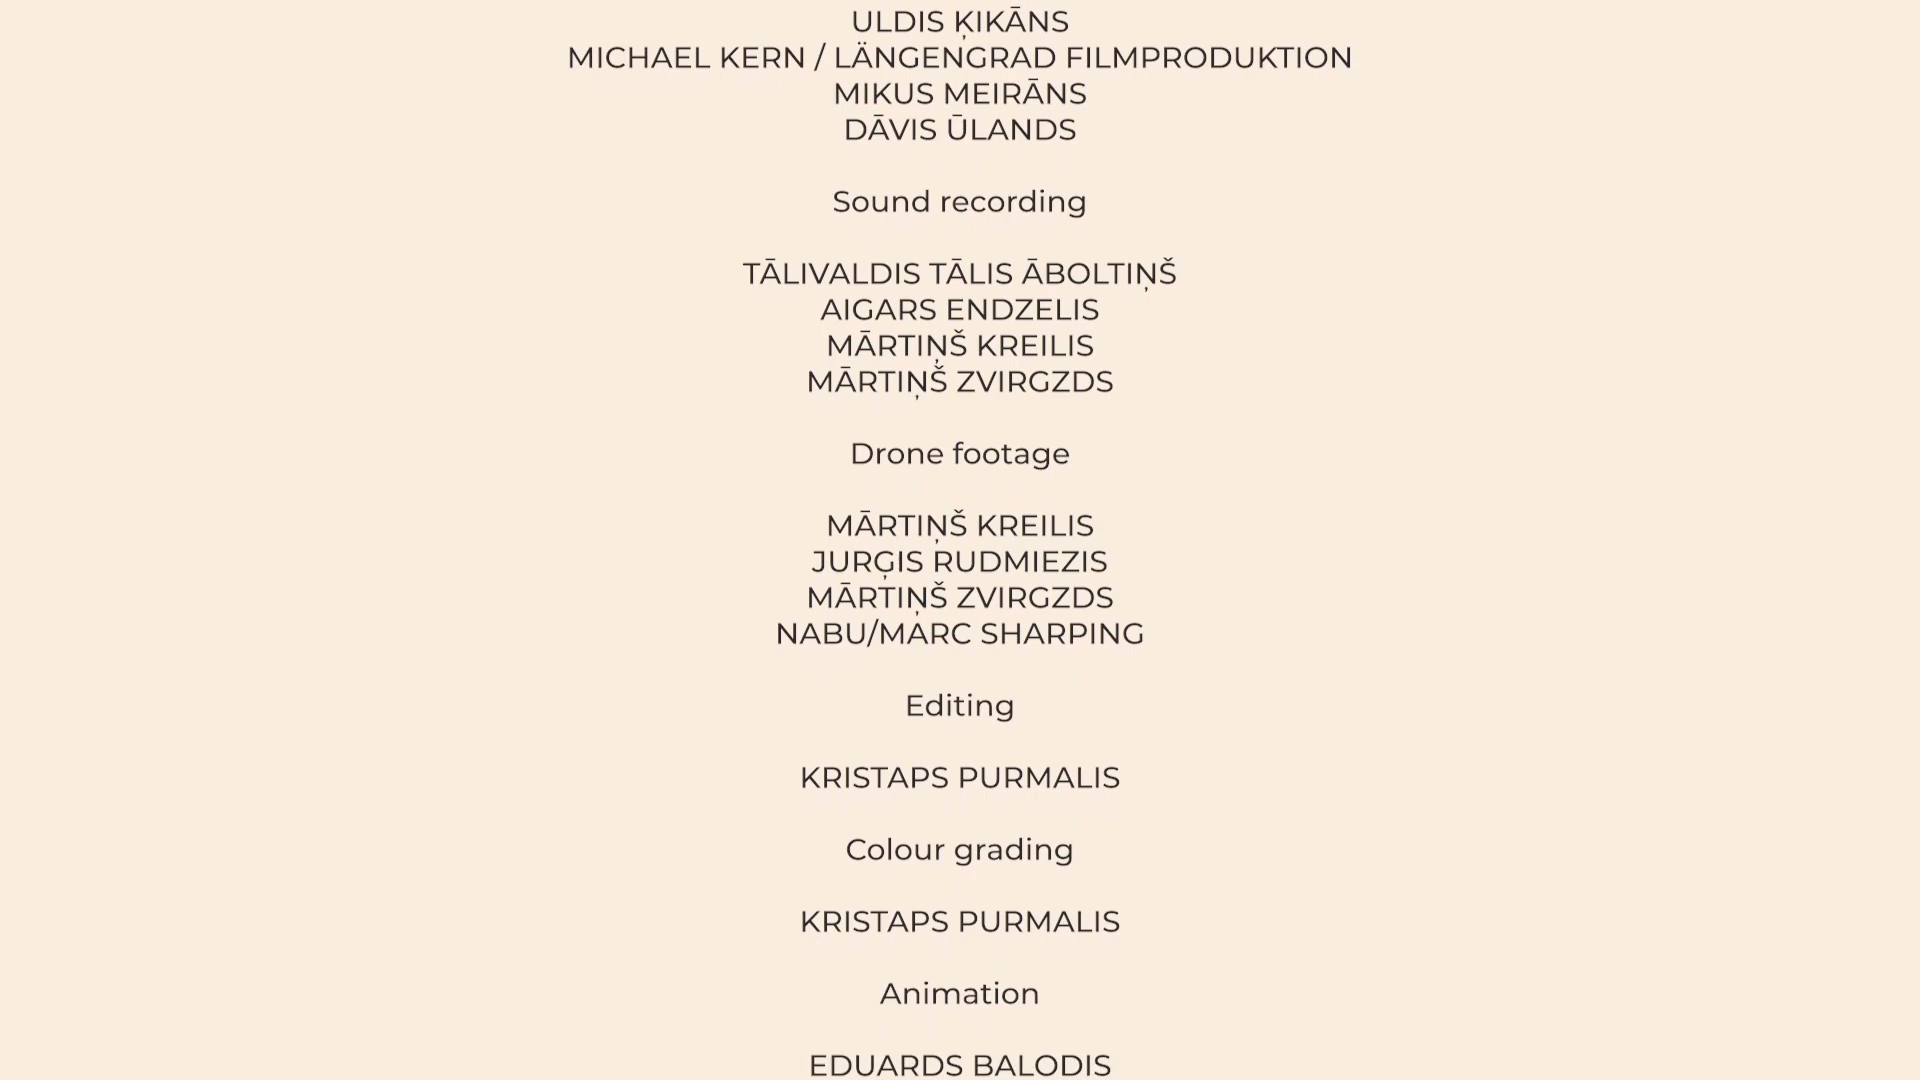 ULDIS ĶIKĀNS
MICHAEL KERN / LÄNGENGRAD FILMPRODUKTION
MIKUS MEIRĀNS
DĀVIS ŪLANDS
Sound recording
TĀLIVALDIS TĀLIS ĀBOLTIŅŠ
AIGARS ENDZELIS
MĀRTIŅŠ KREILIS
MĀRTIŅŠ ZVIRGZDS
Drone footage
MĀRTIŅŠ KREILIS
JURĢIS RUDMIEZIS
MĀRTIŅŠ ZVIRGZDS
NABU/MARC SHARPING
Editing
KRISTAPS PURMALIS
Colour grading
KRISTAPS PURMALIS
Animation
EDUARDS BALODIS